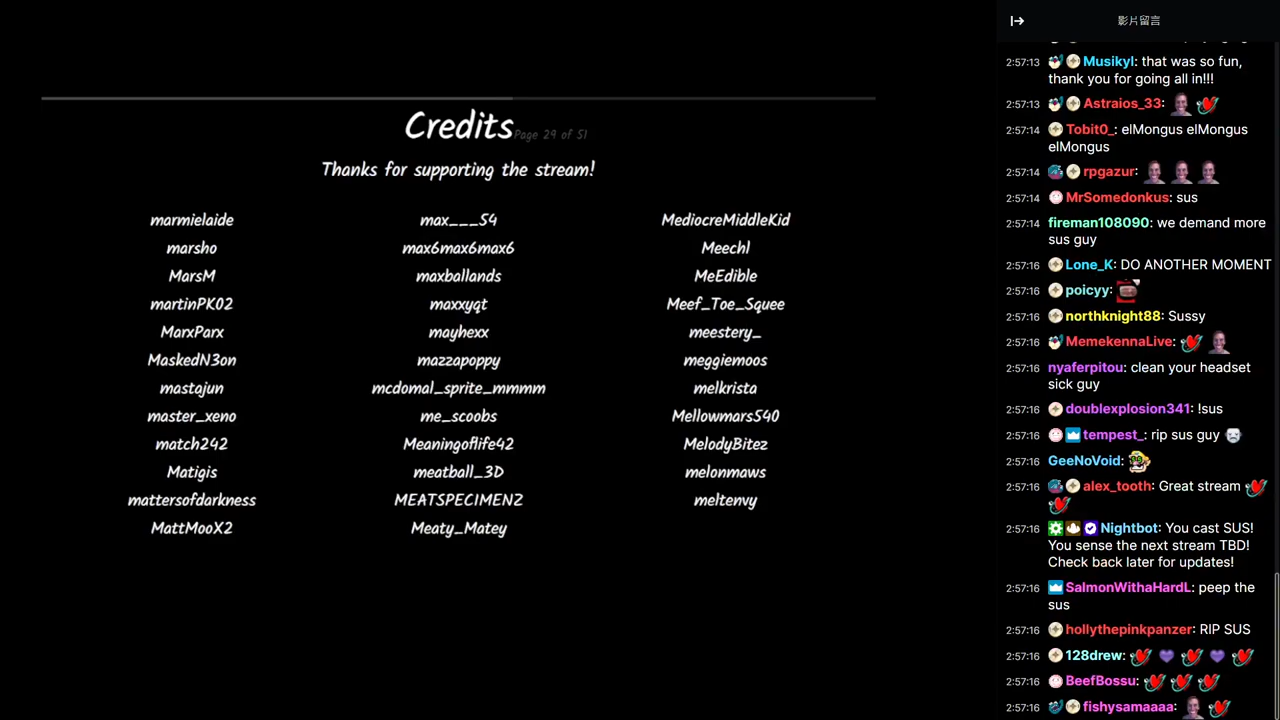 Credits Page 29 of 51
Thanks for supporting the stream!
marmielaide max___54 MediocreMiddleKid
marsho max6max6max6 Meechl
MarsM maxballands MeEdible
martinPK02 maxxyqt Meef_Toe_Squee
MarxParx mayhexx meestery_
MaskedN3on mazzapoppy meggiemoos
mastajun mcdomal_sprite_mmmm melkrista
master_xeno me_scoobs Mellowmars540
match242 Meaningoflife42 MelodyBitez
Matigis meatball_3D melonmaws
mattersofdarkness MEATSPECIMENZ meltenvy
MattMooX2 Meaty_Matey
影片留言
2:57:13 Musikyl: that was so fun,
thank you for going all in!!!
2:57:13 Astraios_33:
2:57:14 Tobit0_: elMongus elMongus
elMongus
2:57:14 rpgazur:
2:57:14 MrSomedonkus: sus
2:57:14 fireman108090: we demand more
sus guy
2:57:16 Lone_K: DO ANOTHER MOMENT
2:57:16 poicyy:
2:57:16 northknight88: Sussy
2:57:16 MemekennaLive:
2:57:16 nyaferpitou: clean your headset
sick guy
2:57:16 doublexplosion341: !sus
2:57:16 tempest_: rip sus guy
2:57:16 GeeNoVoid:
2:57:16 alex_tooth: Great stream
2:57:16 Nightbot: You cast SUS!
You sense the next stream TBD!
Check back later for updates!
2:57:16 SalmonWithaHardL: peep the
sus
2:57:16 hollythepinkpanzer: RIP SUS
2:57:16 128drew:
2:57:16 BeefBossu:
2:57:16 fishysamaaaa: